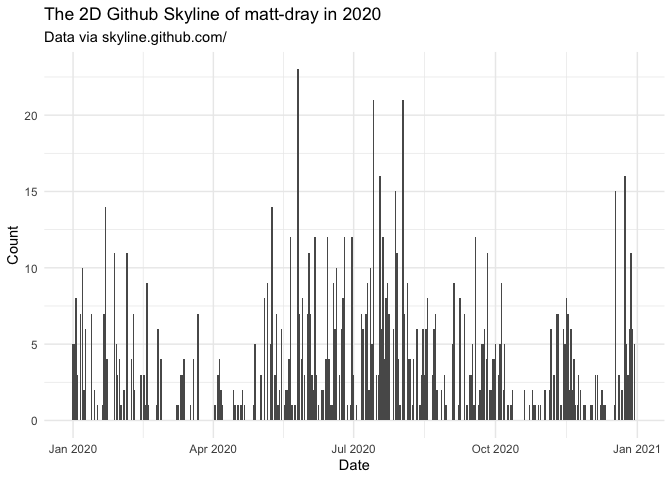 The 2D Github Skyline of matt-dray in 2020
Data via skyline.github.com/
Count
20
15
10
5
0
Jan 2020 Apr 2020 Jul 2020 Oct 2020 Jan 2021
Date